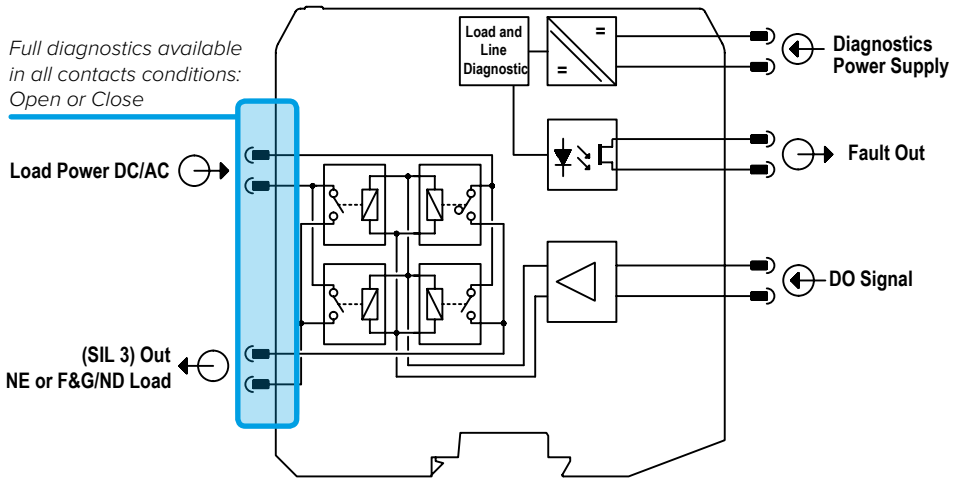 Full diagnostics available
in all contacts conditions:
Open or Close
Load and
Line
Diagnostic
=
=
Diagnostics
Power Supply
Load Power DC/AC
Fault Out
DO Signal
(SIL 3) Out
NE or F&G/ND Load